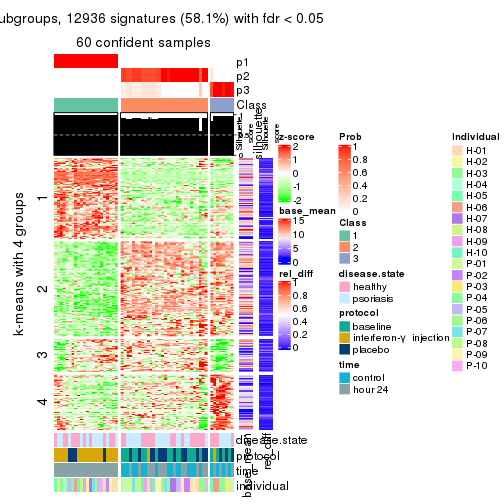 ubgroups, 12936 signatures (58.1%) with fdr < 0.05
60 confident samples
p1
p2
p3
Class
Silhouette
score
silhouette
k-means with 4 groups
1
2
3
4
disease.state
protocol
time
individual
base_mean
rel_diff
z-score
2
1
0
-1
-2
base_mean
15
10
5
0
rel_diff
1
0.8
0.6
0.4
0.2
0
Prob
1
0.8
0.6
0.4
0.2
0
Class
1
2
3
disease.state
healthy
psoriasis
protocol
baseline
interferon-γ injection
placebo
time
control
hour 24
individual
H-01
H-02
H-03
H-04
H-05
H-06
H-07
H-08
H-09
H-10
P-01
P-02
P-03
P-04
P-05
P-06
P-07
P-08
P-09
P-10